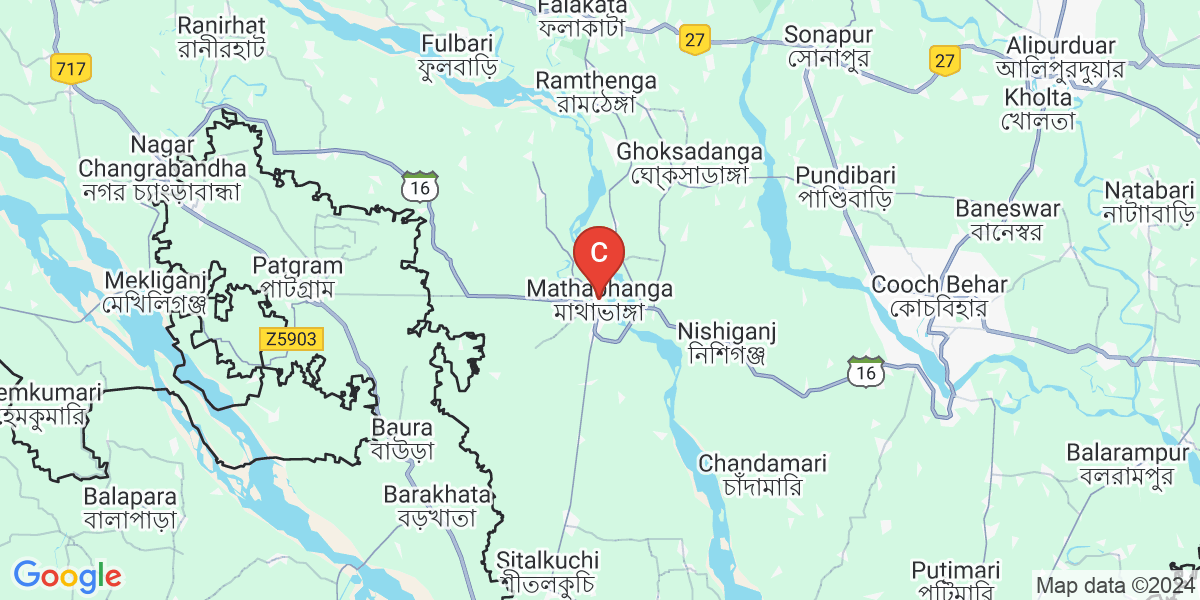 Falakata
ফালাকাটা
Ranirhat
রানীরহাট
Fulbari
ফুলবাড়ি
27
Sonapur
সোনাপুর
27
Alipurduar
আলিপুরদুয়ার
717
Ramthenga
রামঠেঙ্গা
Kholta
খোলতা
Nagar
Changrabandha
নগর চ্যাংড়াবান্ধা
Ghoksadanga
ঘোকসাডাঙ্গা
16
Pundibari
পাণ্ডিবাড়ি
Natabari
নাটাবাড়ি
Baneswar
বানেস্বর
C
Patgram
পাটগ্রাম
Mekliganj
মেখিলিগঞ্জ
Mathabhanga
মাথাভাঙ্গা
Cooch Behar
কোচবিহার
Z5903
Nishiganj
নিশিগঞ্জ
16
emkumari
হেমকুমারি
Baura
বাউড়া
Chandamari
চাঁদামারি
Balarampur
বলরামপুর
Balapara
বালাপাড়া
Barakhata
বড়খাতা
Sitalkuchi
শীতলকুচি
Putimari
পুটিমারি
Google
Map data ©2024